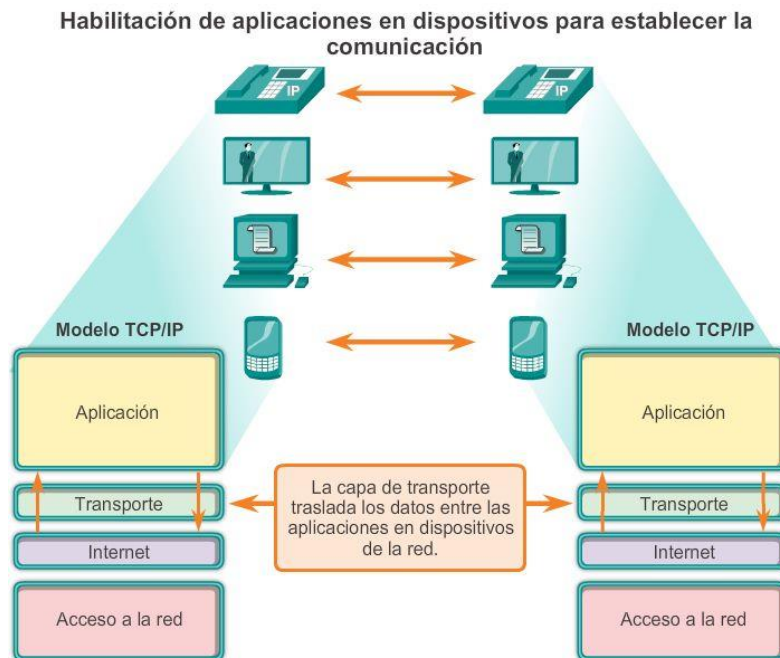 Habilitación de aplicaciones en dispositivos para establecer la
comunicación
IP
IP
Modelo TCP/IP
Modelo TCP/IP
Aplicación
Aplicación
La capa de transporte
traslada los datos entre las
aplicaciones en dispositivos
de la red.
Transporte
Transporte
Internet
Internet
Acceso a la red
Acceso a la red